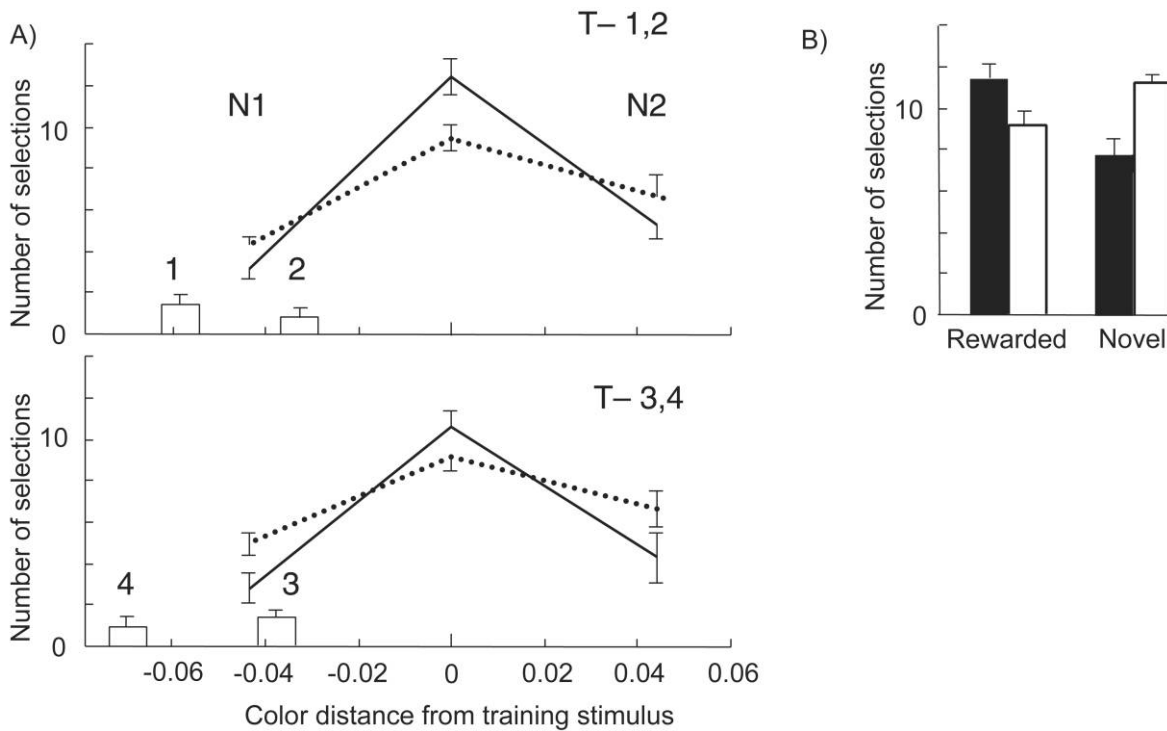 A)
T– 1,2
N1
N2
Number of selections
10
0
1
2
T– 3,4
Number of selections
10
0
4
3
-0.06
-0.04
-0.02
0
0.02
0.04
0.06
Color distance from training stimulus
B)
Number of selections
10
0
Rewarded
Novel